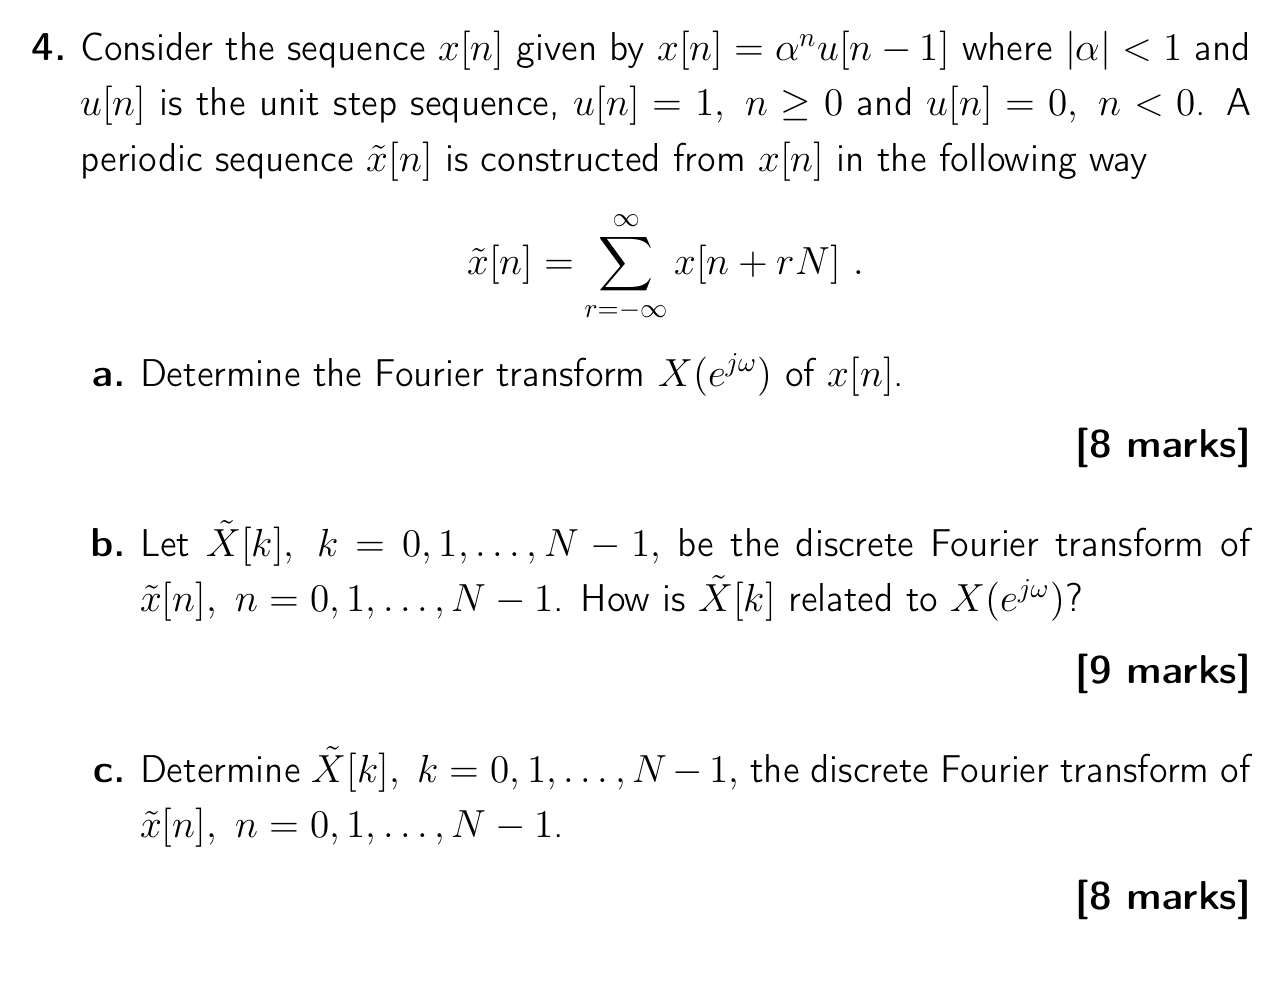 4. Consider the sequence x[n] given by x[n] = αⁿu[n − 1] where |α| < 1 and
u[n] is the unit step sequence, u[n] = 1, n ≥ 0 and u[n] = 0, n < 0. A
periodic sequence x̃[n] is constructed from x[n] in the following way
x̃[n] = ∑_{r=−∞}^{∞} x[n + rN] .
a. Determine the Fourier transform X(e^{jω}) of x[n].
[8 marks]
b. Let X̃[k], k = 0, 1, . . . , N − 1, be the discrete Fourier transform of
x̃[n], n = 0, 1, . . . , N − 1. How is X̃[k] related to X(e^{jω})?
[9 marks]
c. Determine X̃[k], k = 0, 1, . . . , N − 1, the discrete Fourier transform of
x̃[n], n = 0, 1, . . . , N − 1.
[8 marks]